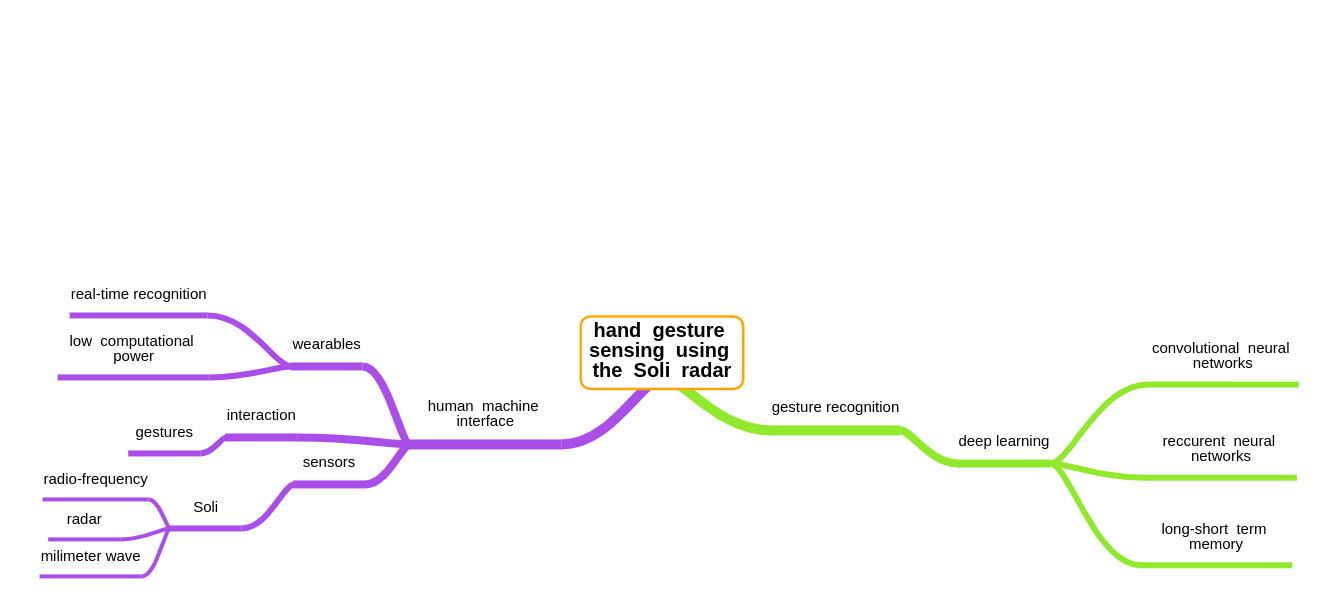 hand gesture
sensing using
the Soli radar
human machine
interface
wearables
real-time recognition
low computational
power
interaction
gestures
sensors
Soli
radio-frequency
radar
milimeter wave
gesture recognition
deep learning
convolutional neural
networks
reccurent neural
networks
long-short term
memory